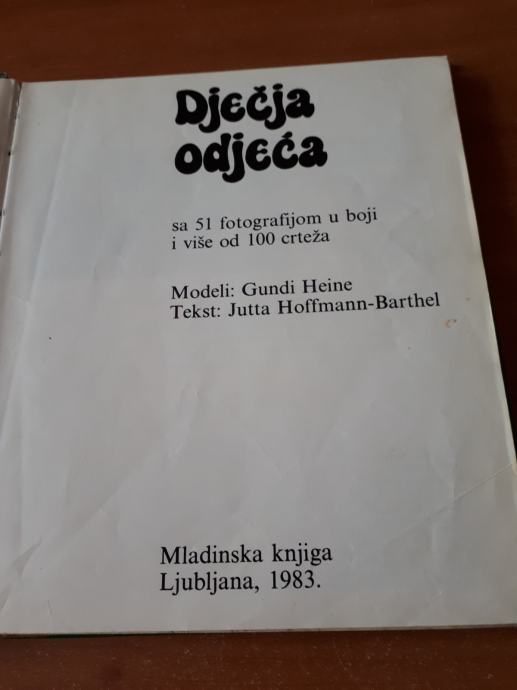 Dječja
odjeća
sa 51 fotografijom u boji
i više od 100 crteža
Modeli: Gundi Heine
Tekst: Jutta Hoffmann-Barthel
Mladinska knjiga
Ljubljana, 1983.